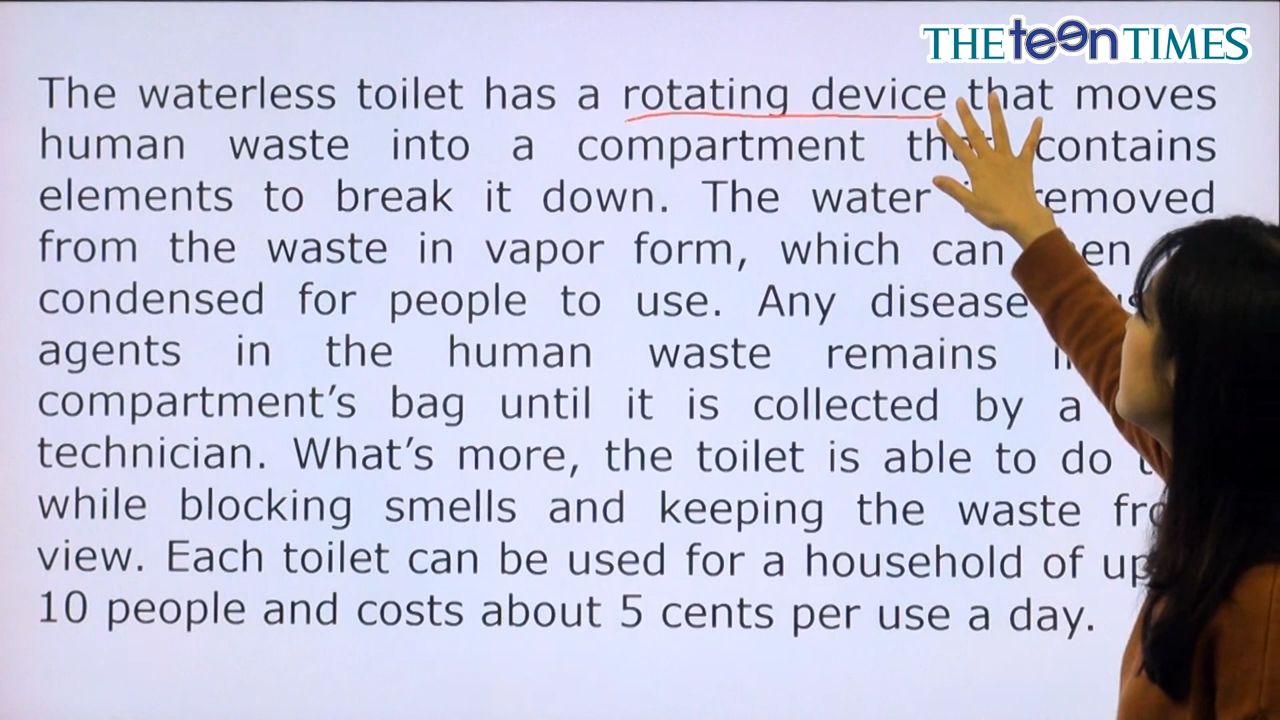 THE teen TIMES
The waterless toilet has a rotating device that moves
human waste into a compartment contains
elements to break it down. The water removed
from the waste in vapor form, which can
condensed for people to use. Any disease
agents in the human waste remains
compartment's bag until it is collected by a
technician. What's more, the toilet is able to do
while blocking smells and keeping the waste
view. Each toilet can be used for a household of
10 people and costs about 5 cents per use a day.